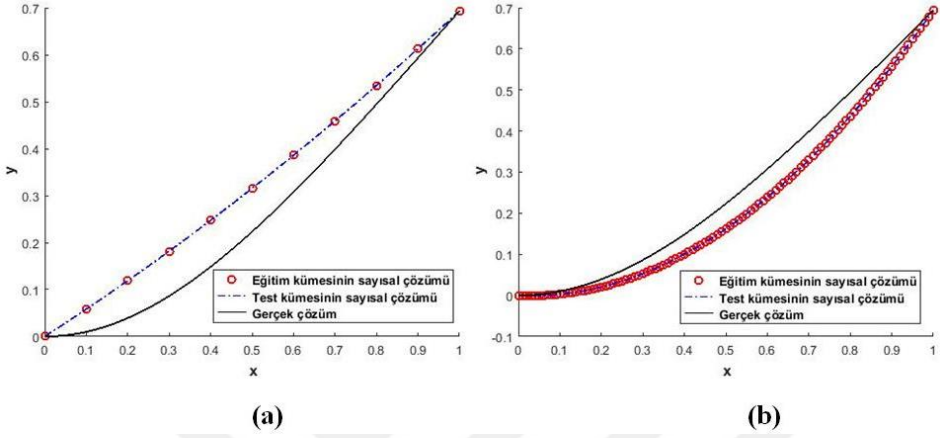 0.7
0.6
0.5
0.4
0.3
0.2
0.1
0
y
0 0.1 0.2 0.3 0.4 0.5 0.6 0.7 0.8 0.9 1
x
Eğitim kümesinin sayısal çözümü
Test kümesinin sayısal çözümü
Gerçek çözüm
(a)
0.7
0.6
0.5
0.4
0.3
0.2
0.1
0
-0.1
y
0 0.1 0.2 0.3 0.4 0.5 0.6 0.7 0.8 0.9 1
x
Eğitim kümesinin sayısal çözümü
Test kümesinin sayısal çözümü
Gerçek çözüm
(b)